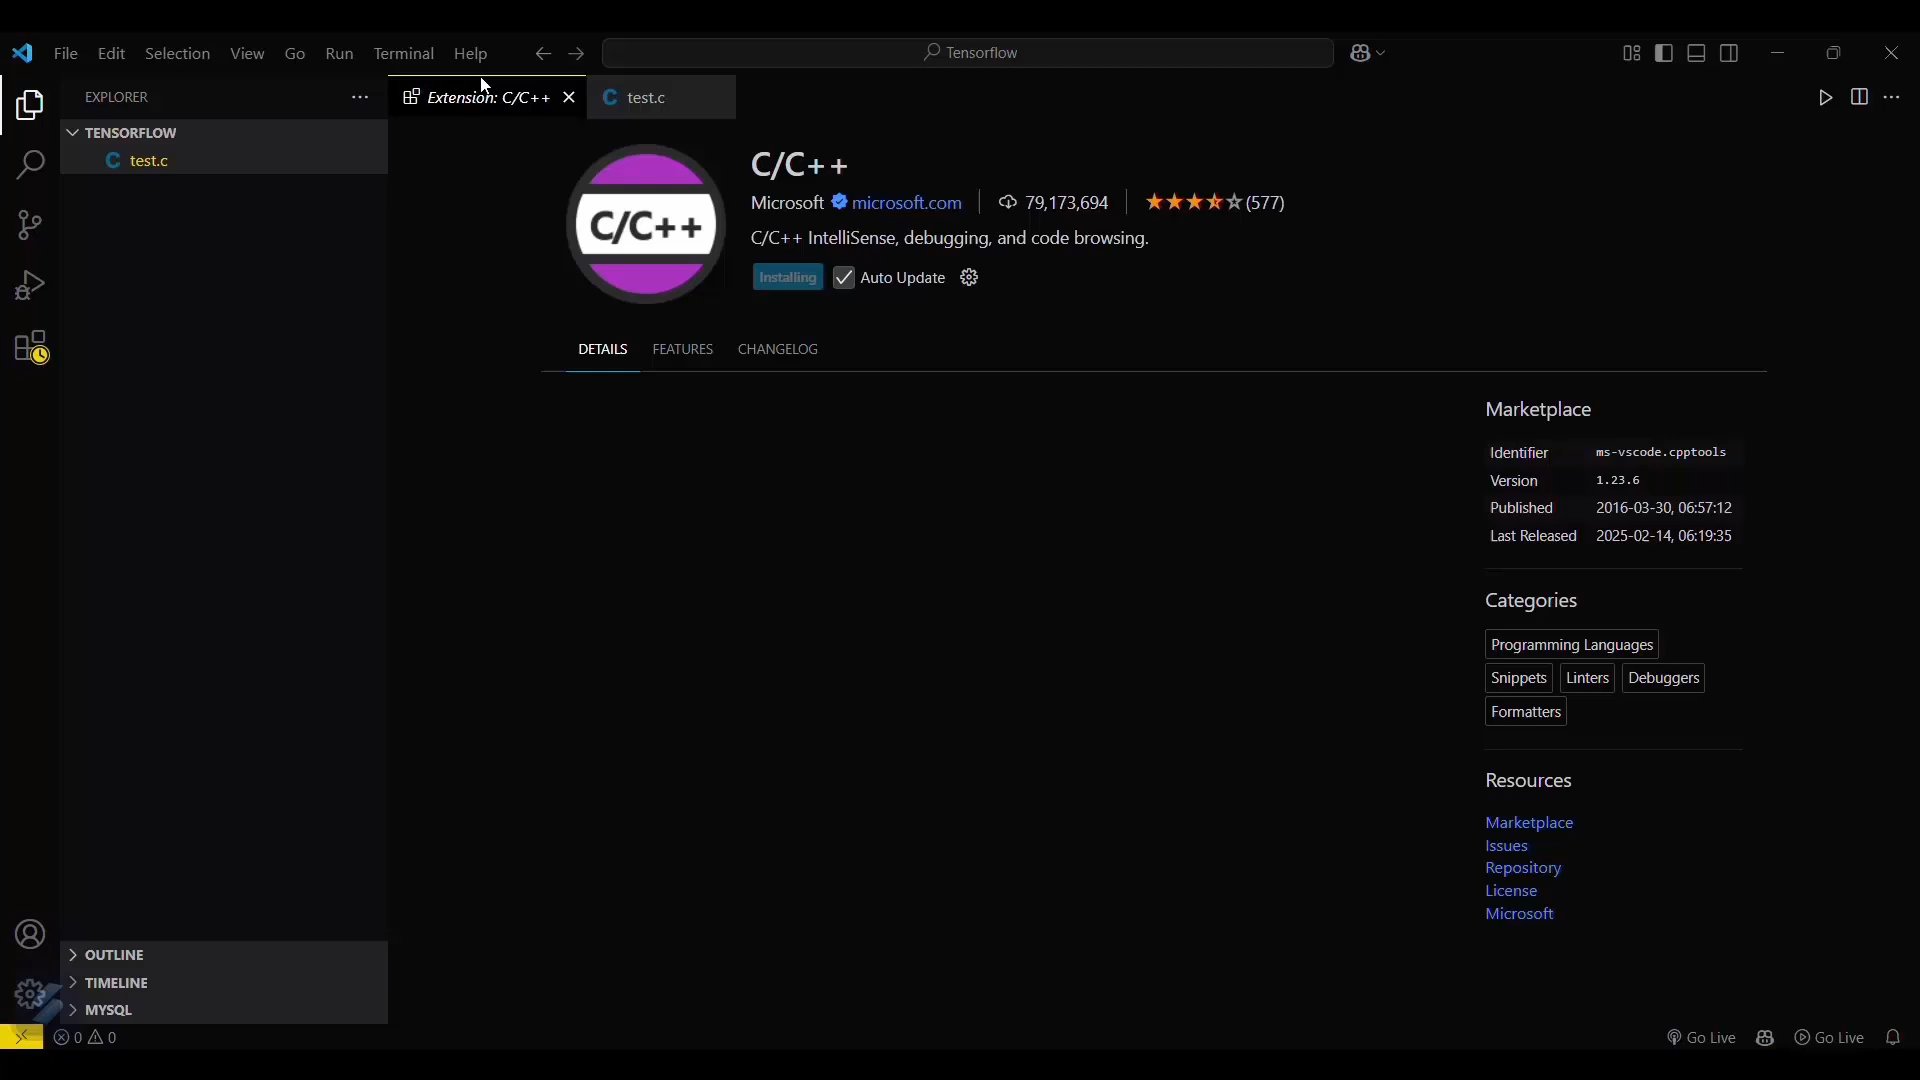 File Edit Selection View Go Run Terminal Help
Tensorflow
EXPLORER
TENSORFLOW
test.c
OUTLINE
TIMELINE
MYSQL
Extension: C/C++
test.c
C/C++
C/C++
Microsoft microsoft.com 79,173,694 (577)
C/C++ IntelliSense, debugging, and code browsing.
Installing Auto Update
DETAILS FEATURES CHANGELOG
Marketplace
Identifier ms-vscode.cpptools
Version 1.23.6
Published 2016-03-30, 06:57:12
Last Released 2025-02-14, 06:19:35
Categories
Programming Languages
Snippets Linters Debuggers
Formatters
Resources
Marketplace
Issues
Repository
License
Microsoft
0 0 Go Live Go Live